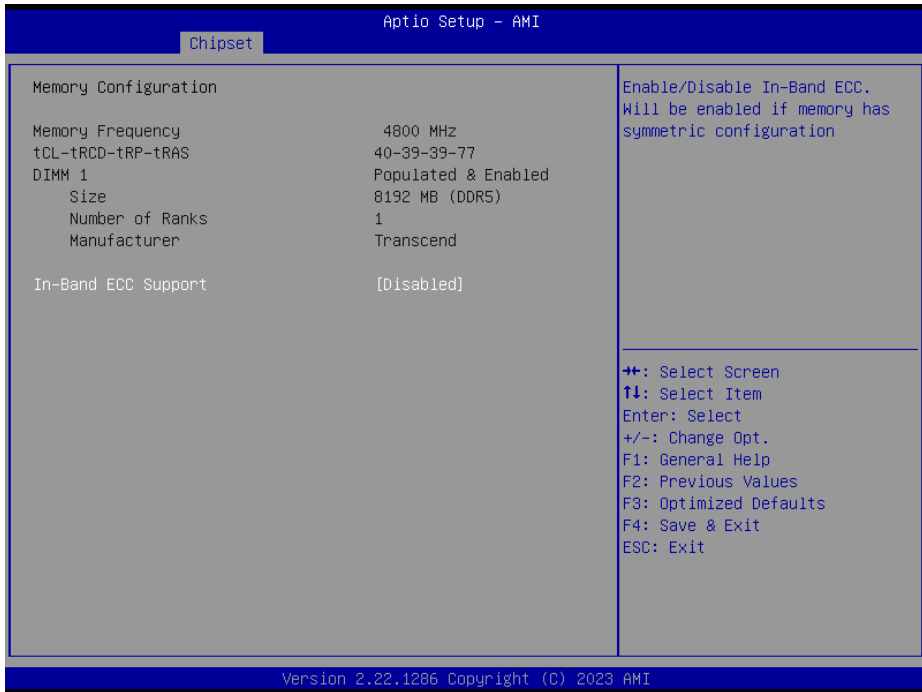 Aptio Setup – AMI
Chipset
Memory Configuration
Memory Frequency 4800 MHz
tCL-tRCD-tRP-tRAS 40-39-39-77
DIMM 1 Populated & Enabled
Size 8192 MB (DDR5)
Number of Ranks 1
Manufacturer Transcend
In-Band ECC Support [Disabled]
Enable/Disable In-Band ECC.
Will be enabled if memory has
symmetric configuration
→←: Select Screen
↑↓: Select Item
Enter: Select
+/-: Change Opt.
F1: General Help
F2: Previous Values
F3: Optimized Defaults
F4: Save & Exit
ESC: Exit
Version 2.22.1286 Copyright (C) 2023 AMI